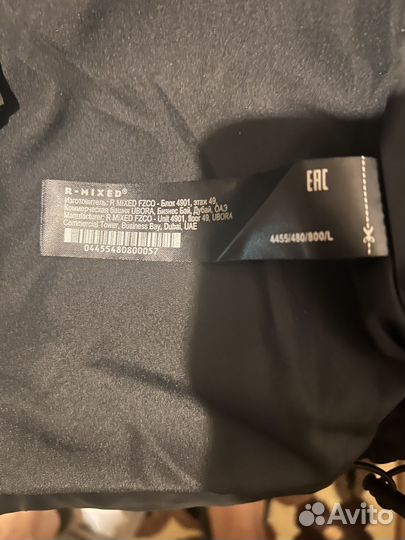 R-MIXED®
Изготовитель: R MIXED FZCO - Блок 4901, этаж 49,
Коммерческая башня UBORA, Бизнес Бай, Дубай, ОАЭ
Manufacturer: R MIXED FZCO - Unit 4901, floor 49, UBORA
Commercial Tower, Business Bay, Dubai, UAE
04455480800057
EAC
4455/480/800/L
Avito